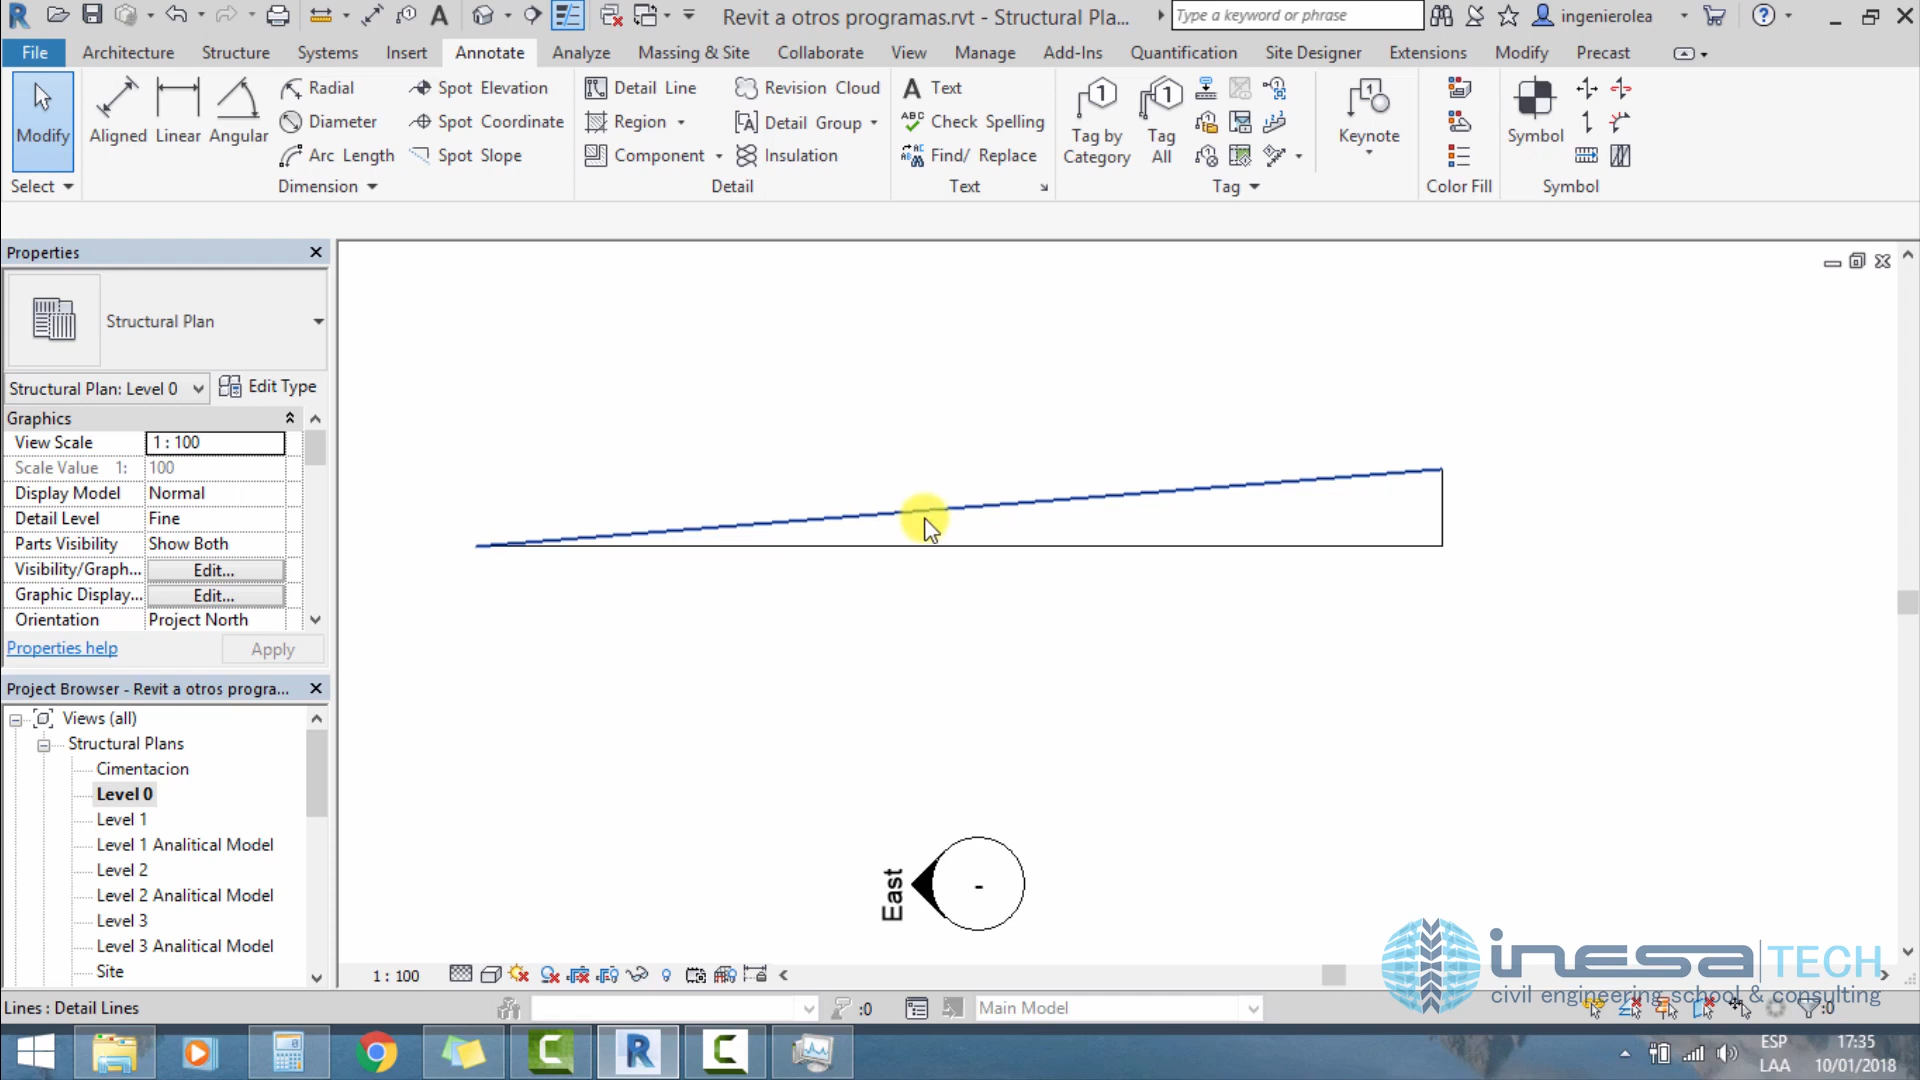 Revit a otros programas.rvt - Structural Pla...
Type a keyword or phrase
ingenierolea
File
Architecture
Structure
Systems
Insert
Annotate
Analyze
Massing & Site
Collaborate
View
Manage
Add-Ins
Quantification
Site Designer
Extensions
Modify
Precast
Modify
Select
Aligned
Linear
Angular
Radial
Diameter
Arc Length
Spot Elevation
Spot Coordinate
Spot Slope
Dimension
Detail Line
Region
Component
Revision Cloud
Detail Group
Insulation
Detail
Text
Check Spelling
Find/ Replace
Text
Tag by
Category
Tag
All
Tag
Keynote
Color Fill
Symbol
Symbol
Properties
Structural Plan
Structural Plan: Level 0
Edit Type
Graphics
View Scale 1 : 100
Scale Value 1: 100
Display Model Normal
Detail Level Fine
Parts Visibility Show Both
Visibility/Graph... Edit...
Graphic Display... Edit...
Orientation Project North
Properties help
Apply
Project Browser - Revit a otros progra...
Views (all)
Structural Plans
Cimentacion
Level 0
Level 1
Level 1 Analitical Model
Level 2
Level 2 Analitical Model
Level 3
Level 3 Analitical Model
Site
East
-
1 : 100
inesa TECH
civil engineering school & consulting
Lines : Detail Lines
:0
Main Model
:0
ESP
LAA
17:35
10/01/2018